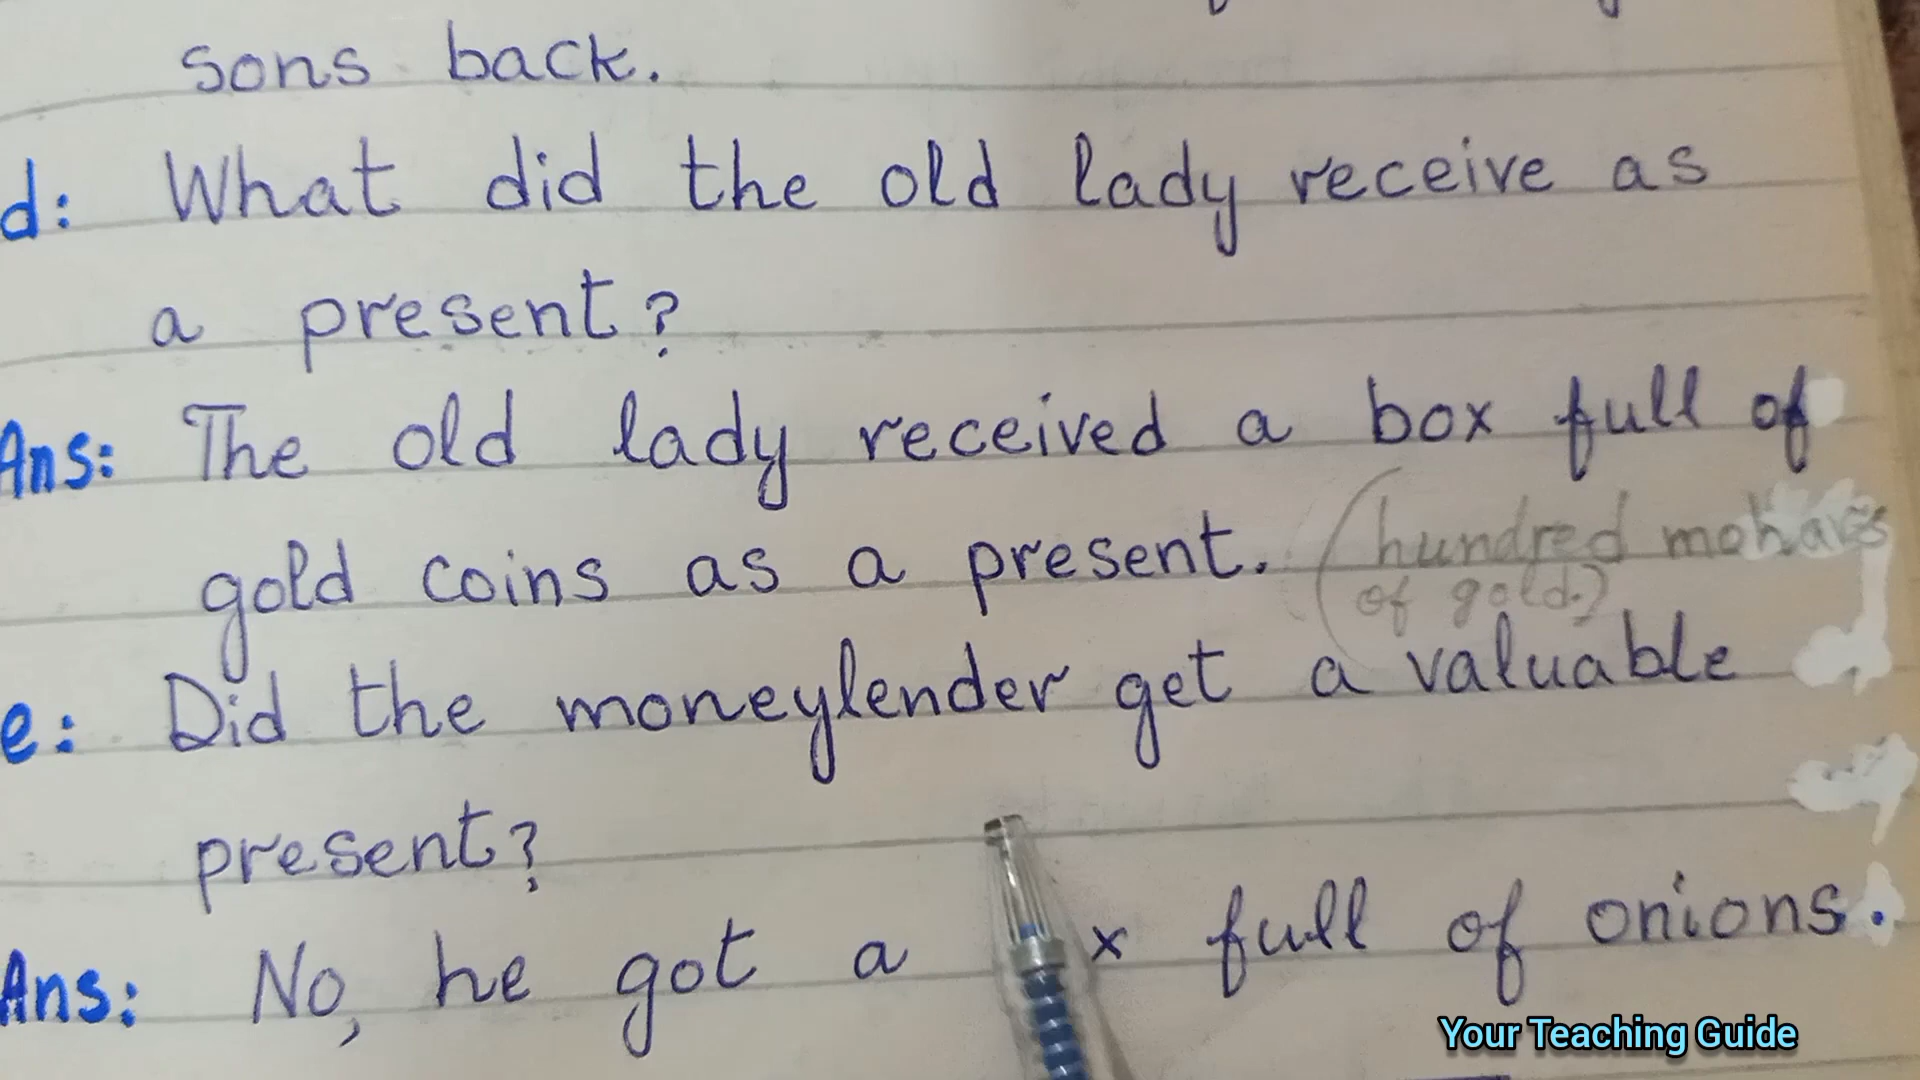 sons back.
d: What did the old lady receive as
a present?
Ans: The old lady received a box full of
gold coins as a present. (hundred mohars
of gold.)
e: Did the moneylender get a valuable
present?
Ans: No, he got a x full of onions.
Your Teaching Guide